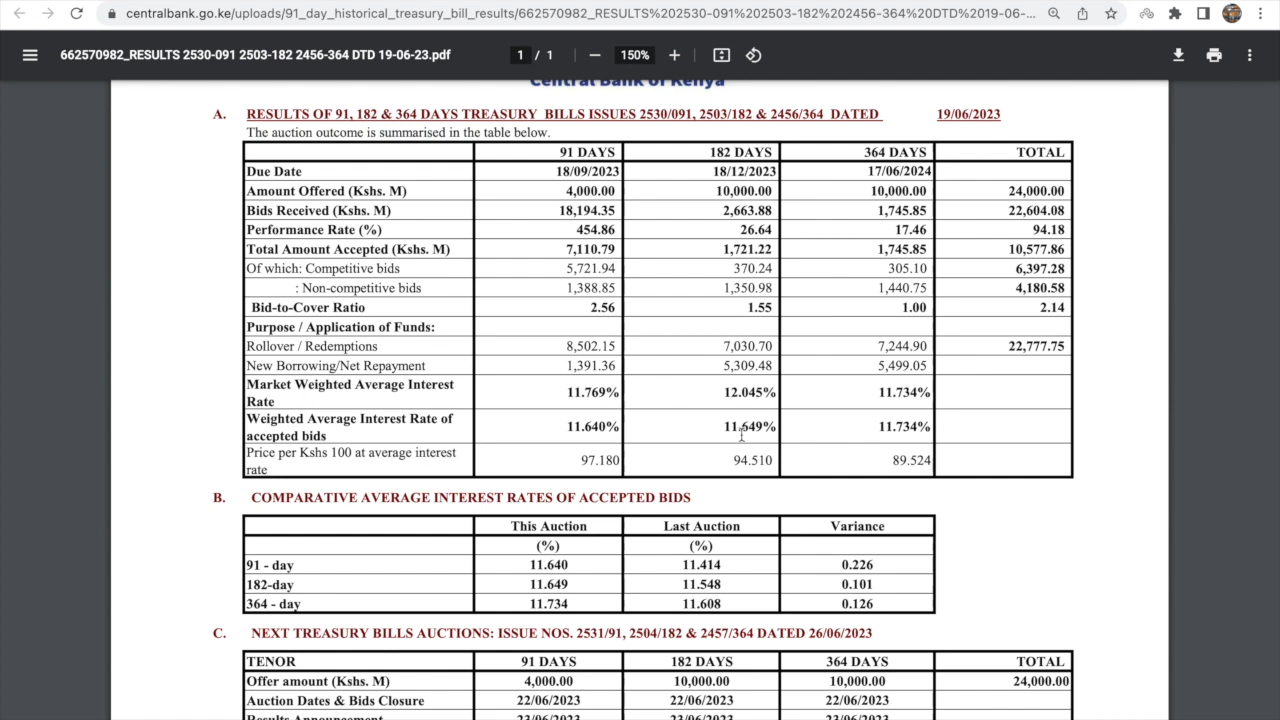 centralbank.go.ke/uploads/91_day_historical_treasury_bill_results/662570982_RESULTS%202530-091%202503-182%202456-364%20DTD%2019-06-...
662570982_RESULTS 2530-091 2503-182 2456-364 DTD 19-06-23.pdf 1 / 1 150%
Central Bank of Kenya
A. RESULTS OF 91, 182 & 364 DAYS TREASURY BILLS ISSUES 2530/091, 2503/182 & 2456/364 DATED 19/06/2023
The auction outcome is summarised in the table below.
91 DAYS 182 DAYS 364 DAYS TOTAL
Due Date 18/09/2023 18/12/2023 17/06/2024
Amount Offered (Kshs. M) 4,000.00 10,000.00 10,000.00 24,000.00
Bids Received (Kshs. M) 18,194.35 2,663.88 1,745.85 22,604.08
Performance Rate (%) 454.86 26.64 17.46 94.18
Total Amount Accepted (Kshs. M) 7,110.79 1,721.22 1,745.85 10,577.86
Of which: Competitive bids 5,721.94 370.24 305.10 6,397.28
: Non-competitive bids 1,388.85 1,350.98 1,440.75 4,180.58
Bid-to-Cover Ratio 2.56 1.55 1.00 2.14
Purpose / Application of Funds:
Rollover / Redemptions 8,502.15 7,030.70 7,244.90 22,777.75
New Borrowing/Net Repayment 1,391.36 5,309.48 5,499.05
Market Weighted Average Interest
Rate 11.769% 12.045% 11.734%
Weighted Average Interest Rate of
accepted bids 11.640% 11.649% 11.734%
Price per Kshs 100 at average interest
rate 97.180 94.510 89.524
B. COMPARATIVE AVERAGE INTEREST RATES OF ACCEPTED BIDS
This Auction Last Auction Variance
(%) (%)
91 - day 11.640 11.414 0.226
182-day 11.649 11.548 0.101
364 - day 11.734 11.608 0.126
C. NEXT TREASURY BILLS AUCTIONS: ISSUE NOS. 2531/91, 2504/182 & 2457/364 DATED 26/06/2023
TENOR 91 DAYS 182 DAYS 364 DAYS TOTAL
Offer amount (Kshs. M) 4,000.00 10,000.00 10,000.00 24,000.00
Auction Dates & Bids Closure 22/06/2023 22/06/2023 22/06/2023
Results Announcement 23/06/2023 23/06/2023 23/06/2023